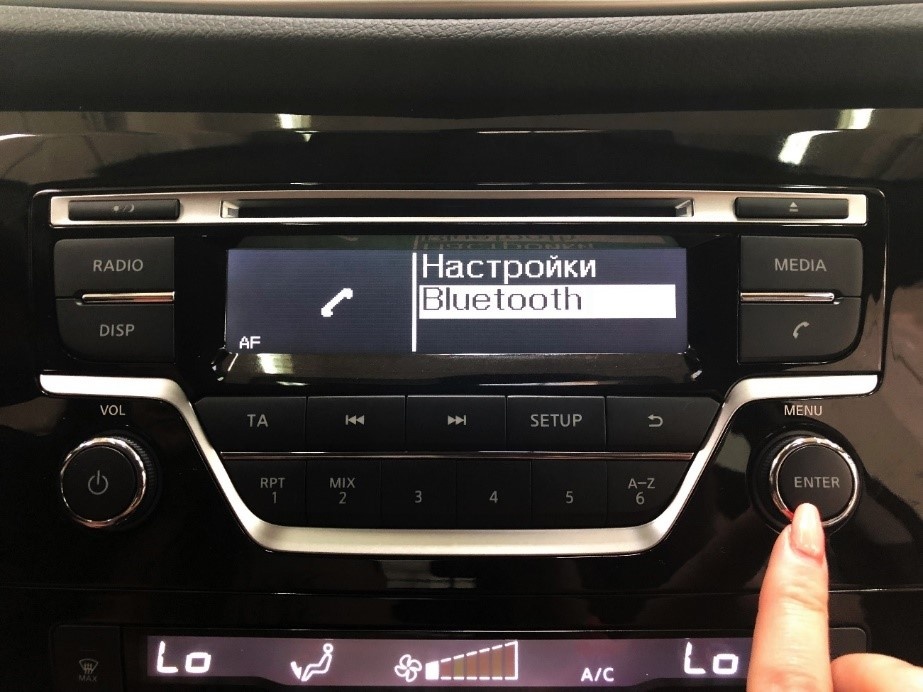 RADIO
DISP
Настройки
Bluetooth
AF
MEDIA
VOL
TA
SETUP
MENU
RPT
1
MIX
2
3
4
5
A–Z
6
ENTER
MAX
Lo
A/C
Lo